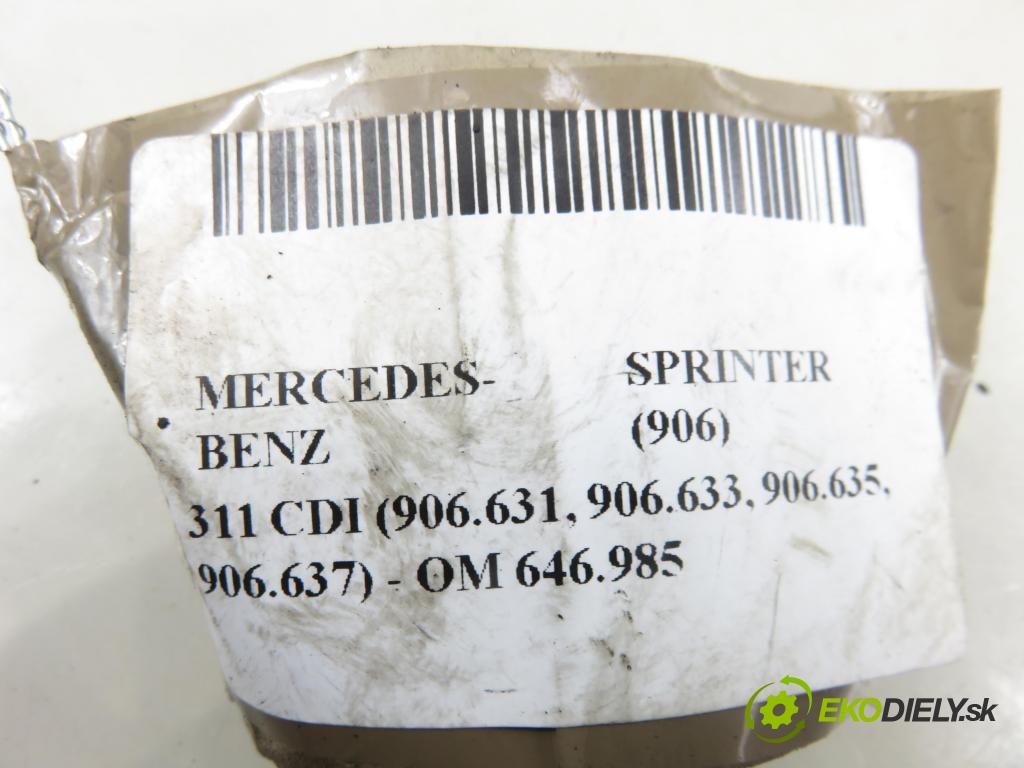 MERCEDES- SPRINTER
BENZ (906)
311 CDI (906.631, 906.633, 906.635,
906.637) - OM 646.985
EKODIELY.sk